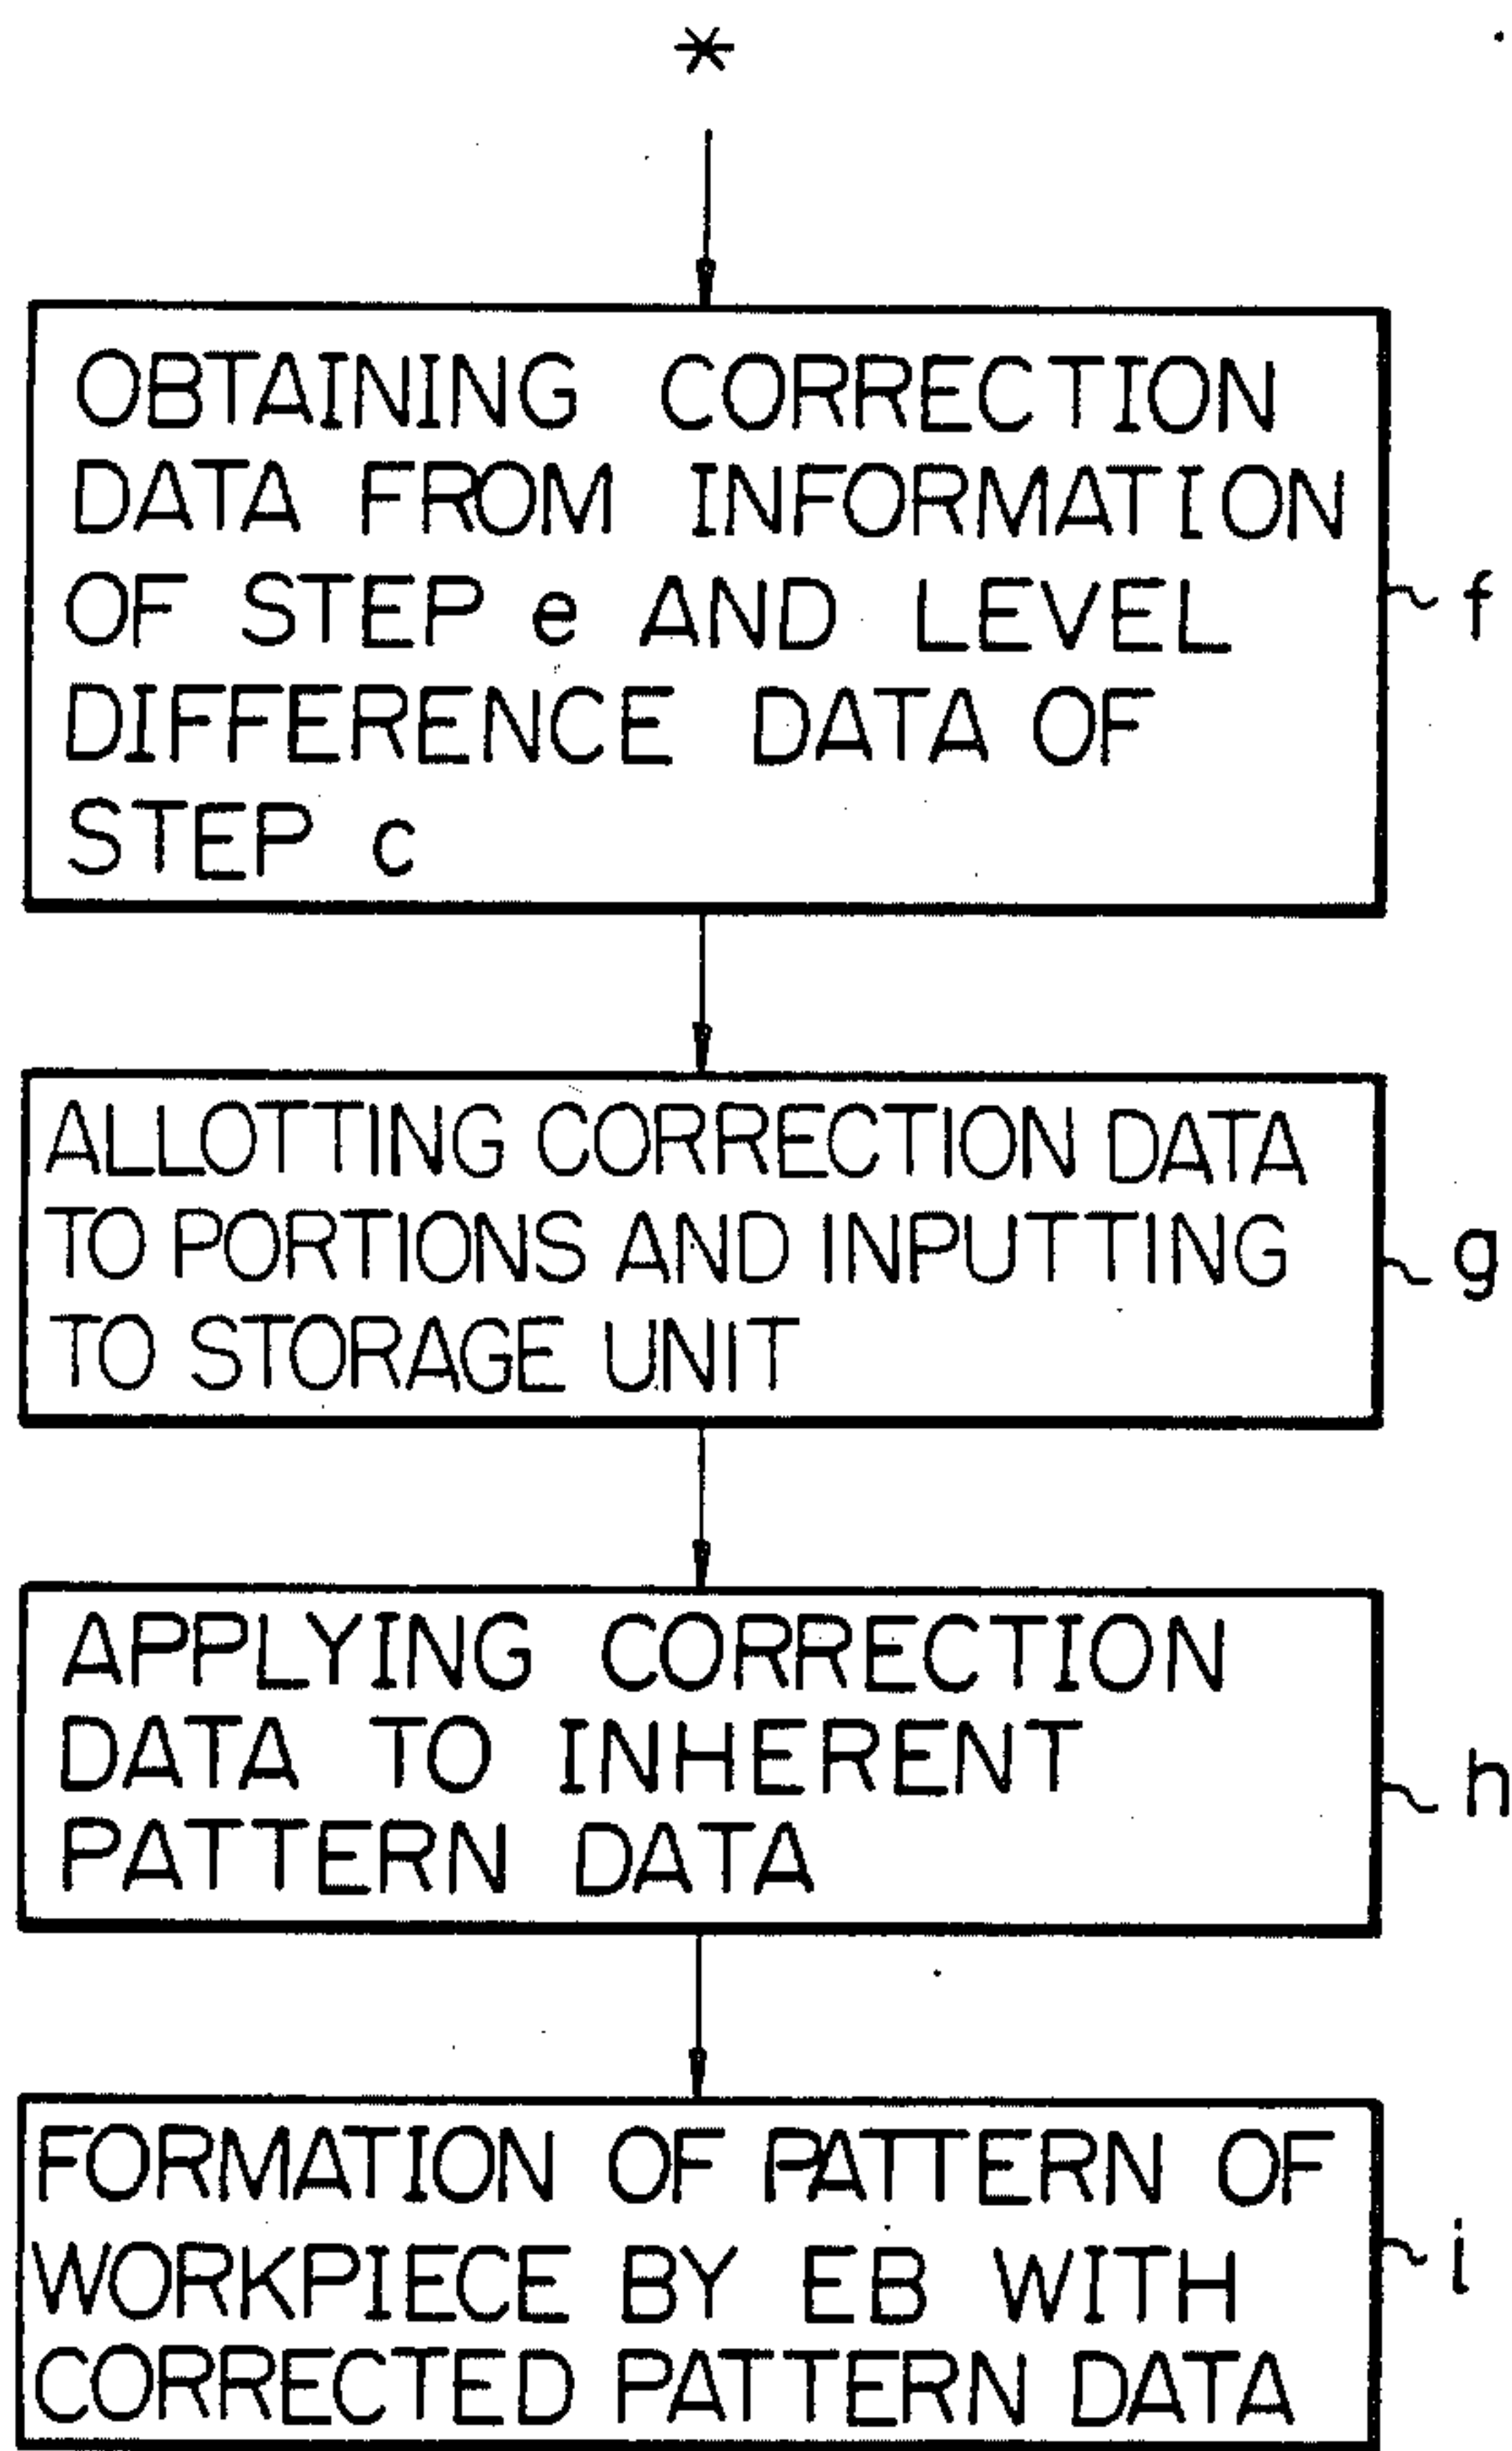 *
OBTAINING CORRECTION
DATA FROM INFORMATION
OF STEP e AND LEVEL
DIFFERENCE DATA OF
STEP c
f
ALLOTTING CORRECTION DATA
TO PORTIONS AND INPUTTING
TO STORAGE UNIT
g
APPLYING CORRECTION
DATA TO INHERENT
PATTERN DATA
h
FORMATION OF PATTERN OF
WORKPIECE BY EB WITH
CORRECTED PATTERN DATA
i